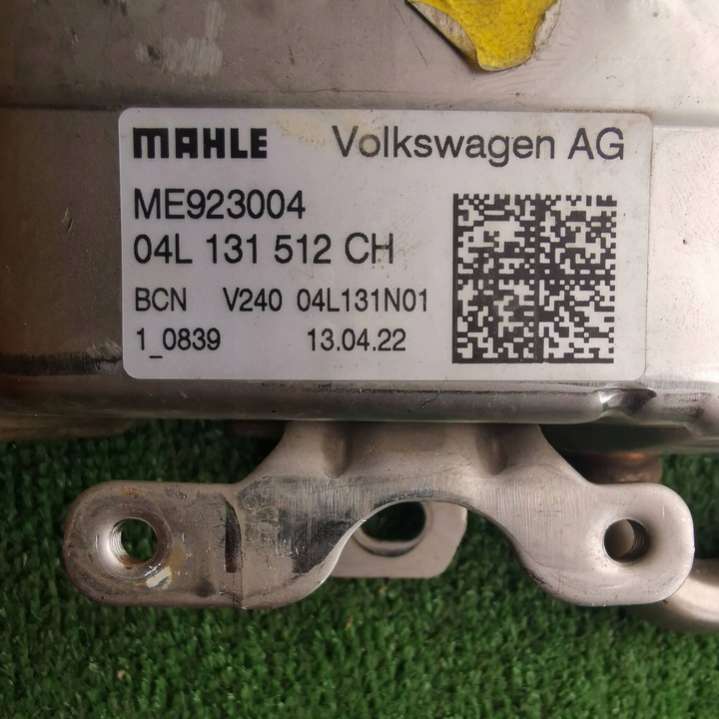 MAHLE Volkswagen AG
ME923004
04L 131 512 CH
BCN V240 04L131N01
1_0839 13.04.22